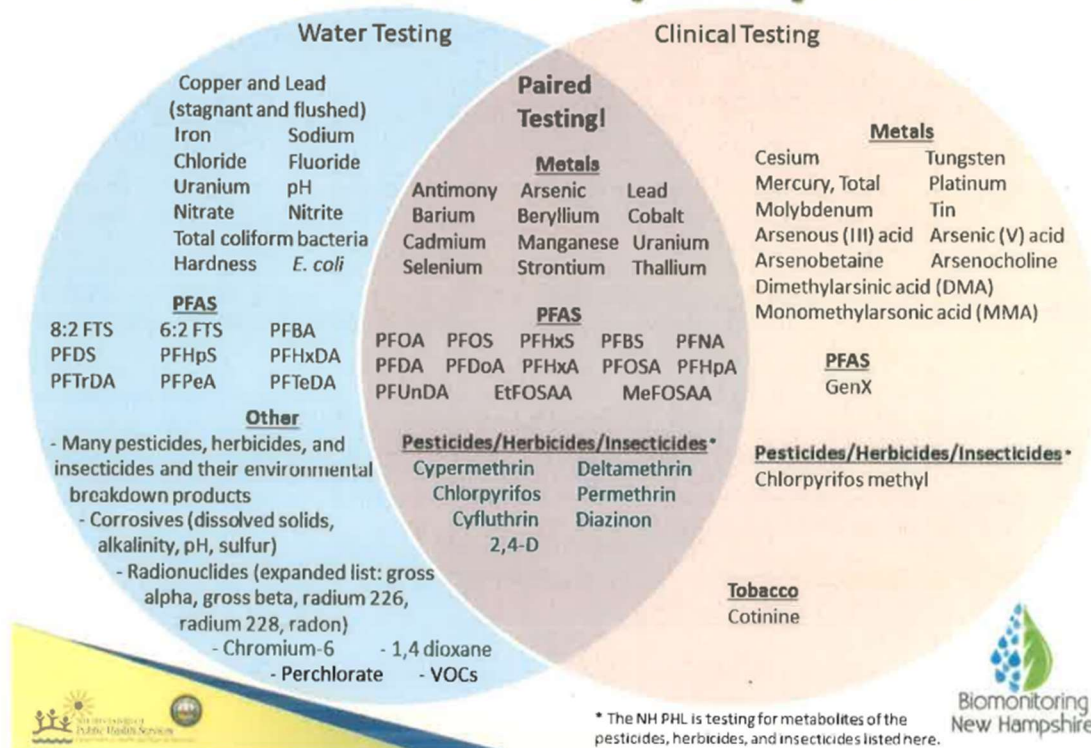 Water Testing
Clinical Testing
Copper and Lead
(stagnant and flushed)
Iron Sodium
Chloride Fluoride
Uranium pH
Nitrate Nitrite
Total coliform bacteria
Hardness E. coli
PFAS
8:2 FTS 6:2 FTS PFBA
PFDS PFHpS PFHxDA
PFTrDA PFPeA PFTeDA
Other
- Many pesticides, herbicides, and
insecticides and their environmental
breakdown products
- Corrosives (dissolved solids,
alkalinity, pH, sulfur)
- Radionuclides (expanded list: gross
alpha, gross beta, radium 226,
radium 228, radon)
- Chromium-6 - 1,4 dioxane
- Perchlorate - VOCs
Paired
Testing!
Metals
Antimony Arsenic Lead
Barium Beryllium Cobalt
Cadmium Manganese Uranium
Selenium Strontium Thallium
PFAS
PFOA PFOS PFHxS PFBS PFNA
PFDA PFDoA PFHxA PFOSA PFHpA
PFUnDA EtFOSAA MeFOSAA
Pesticides/Herbicides/Insecticides*
Cypermethrin Deltamethrin
Chlorpyrifos Permethrin
Cyfluthrin Diazinon
2,4-D
Metals
Cesium Tungsten
Mercury, Total Platinum
Molybdenum Tin
Arsenous (III) acid Arsenic (V) acid
Arsenobetaine Arsenocholine
Dimethylarsinic acid (DMA)
Monomethylarsonic acid (MMA)
PFAS
GenX
Pesticides/Herbicides/Insecticides*
Chlorpyrifos methyl
Tobacco
Cotinine
Biomonitoring
New Hampshire
* The NH PHL is testing for metabolites of the
pesticides, herbicides, and insecticides listed here.
Public Health Services